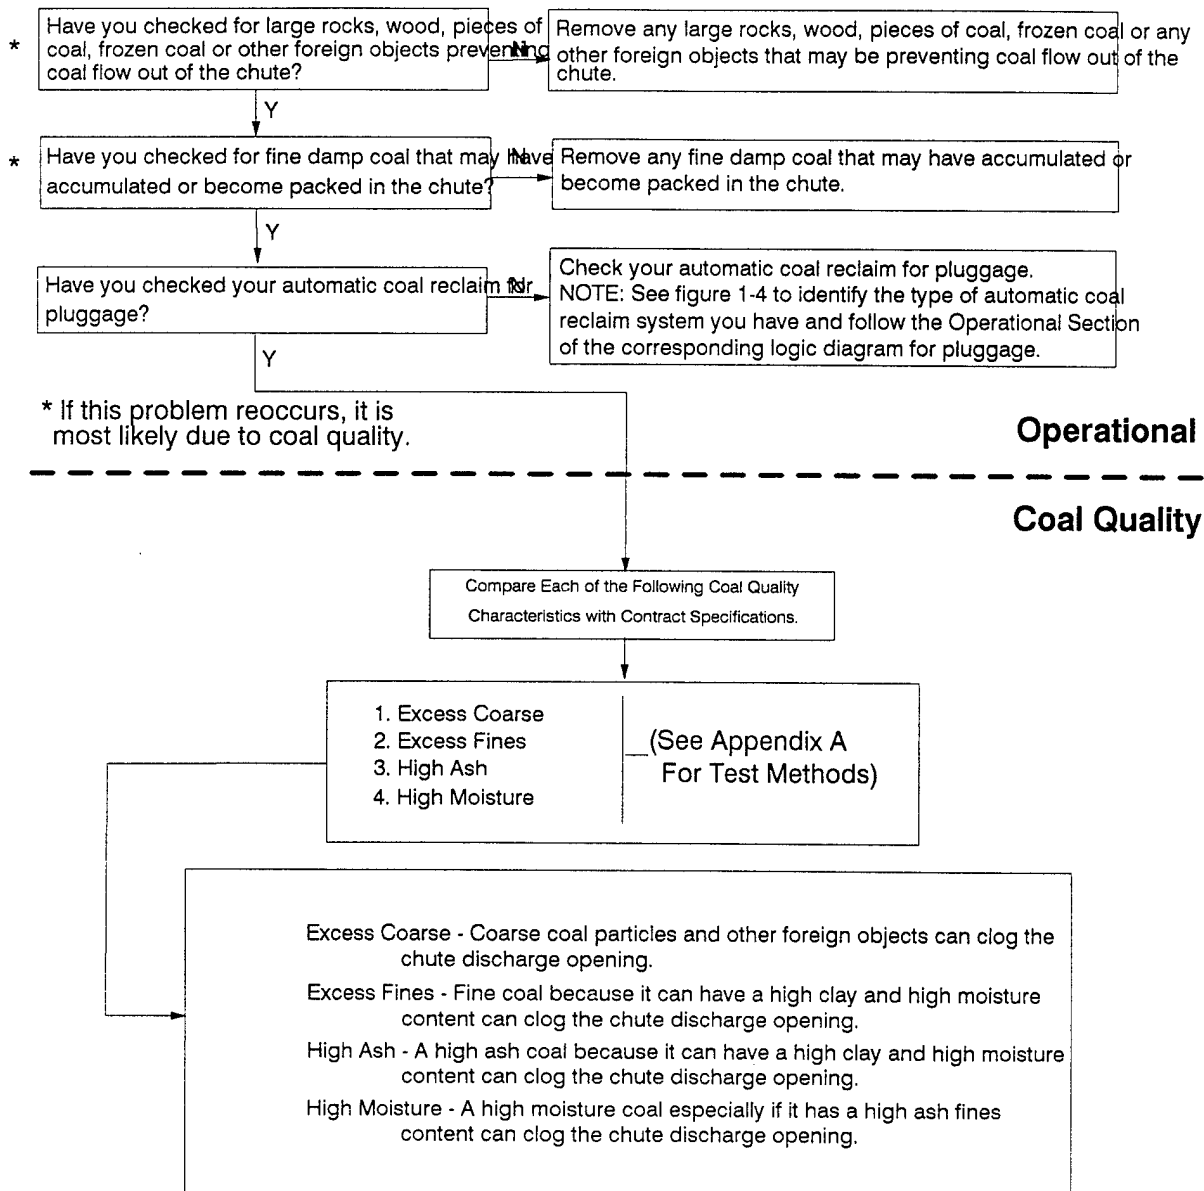 * Have you checked for large rocks, wood, pieces of
coal, frozen coal or other foreign objects preventing
coal flow out of the chute?
N
Remove any large rocks, wood, pieces of coal, frozen coal or any
other foreign objects that may be preventing coal flow out of the
chute.
Y
* Have you checked for fine damp coal that may have
accumulated or become packed in the chute?
N
Remove any fine damp coal that may have accumulated or
become packed in the chute.
Y
Have you checked your automatic coal reclaim for
pluggage?
N
Check your automatic coal reclaim for pluggage.
NOTE: See figure 1-4 to identify the type of automatic coal
reclaim system you have and follow the Operational Section
of the corresponding logic diagram for pluggage.
Y
* If this problem reoccurs, it is
most likely due to coal quality.
Operational
Coal Quality
Compare Each of the Following Coal Quality
Characteristics with Contract Specifications.
1. Excess Coarse
2. Excess Fines
3. High Ash
4. High Moisture
(See Appendix A
For Test Methods)
Excess Coarse - Coarse coal particles and other foreign objects can clog the
chute discharge opening.
Excess Fines - Fine coal because it can have a high clay and high moisture
content can clog the chute discharge opening.
High Ash - A high ash coal because it can have a high clay and high moisture
content can clog the chute discharge opening.
High Moisture - A high moisture coal especially if it has a high ash fines
content can clog the chute discharge opening.